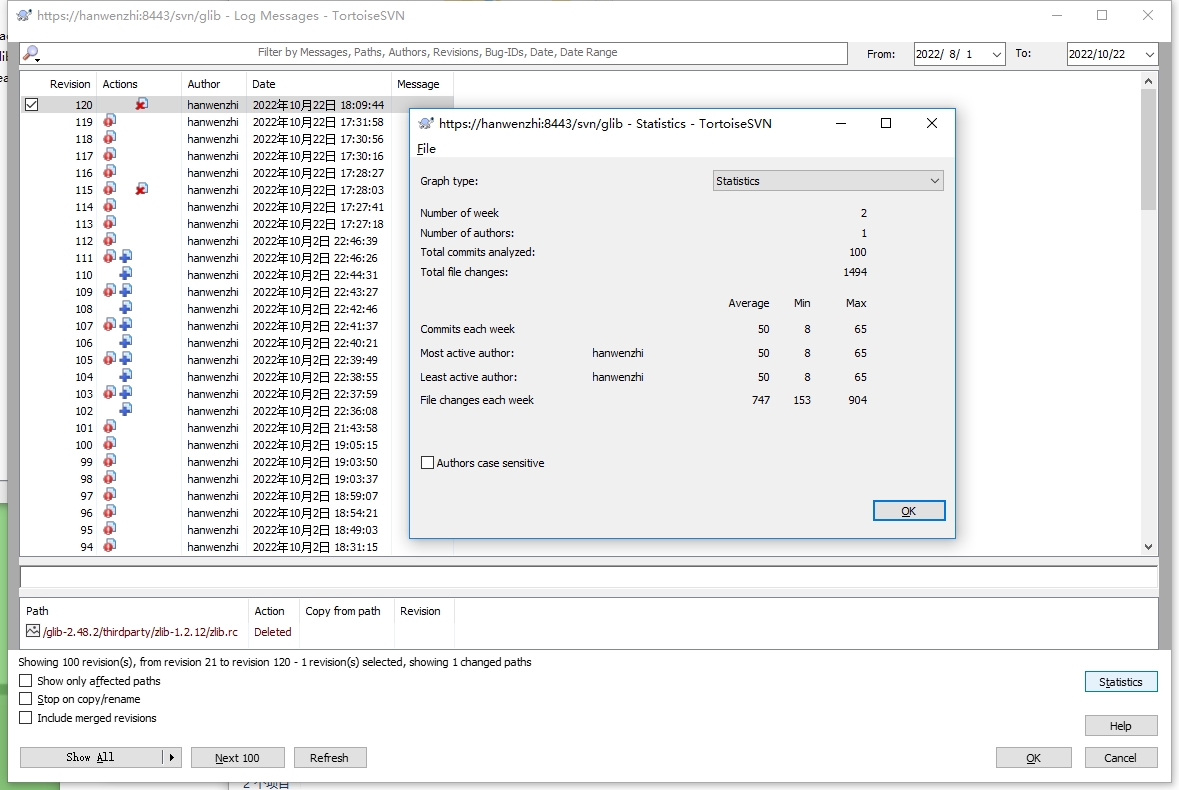 https://hanwenzhi:8443/svn/glib - Log Messages - TortoiseSVN
Filter by Messages, Paths, Authors, Revisions, Bug-IDs, Date, Date Range
From: 2022/ 8/ 1 To: 2022/10/22
Revision Actions Author Date Message
120 hanwenzhi 2022年10月22日 18:09:44
119 hanwenzhi 2022年10月22日 17:31:58
118 hanwenzhi 2022年10月22日 17:30:56
117 hanwenzhi 2022年10月22日 17:30:16
116 hanwenzhi 2022年10月22日 17:28:27
115 hanwenzhi 2022年10月22日 17:28:03
114 hanwenzhi 2022年10月22日 17:27:41
113 hanwenzhi 2022年10月22日 17:27:18
112 hanwenzhi 2022年10月2日 22:46:39
111 hanwenzhi 2022年10月2日 22:46:26
110 hanwenzhi 2022年10月2日 22:44:31
109 hanwenzhi 2022年10月2日 22:43:27
108 hanwenzhi 2022年10月2日 22:42:46
107 hanwenzhi 2022年10月2日 22:41:37
106 hanwenzhi 2022年10月2日 22:40:21
105 hanwenzhi 2022年10月2日 22:39:49
104 hanwenzhi 2022年10月2日 22:38:55
103 hanwenzhi 2022年10月2日 22:37:59
102 hanwenzhi 2022年10月2日 22:36:08
101 hanwenzhi 2022年10月2日 21:43:58
100 hanwenzhi 2022年10月2日 19:05:15
99 hanwenzhi 2022年10月2日 19:03:50
98 hanwenzhi 2022年10月2日 19:03:37
97 hanwenzhi 2022年10月2日 18:59:07
96 hanwenzhi 2022年10月2日 18:54:21
95 hanwenzhi 2022年10月2日 18:49:03
94 hanwenzhi 2022年10月2日 18:31:15
https://hanwenzhi:8443/svn/glib - Statistics - TortoiseSVN
File
Graph type: Statistics
Number of week 2
Number of authors: 1
Total commits analyzed: 100
Total file changes: 1494
Average Min Max
Commits each week 50 8 65
Most active author: hanwenzhi 50 8 65
Least active author: hanwenzhi 50 8 65
File changes each week 747 153 904
Authors case sensitive
OK
Path Action Copy from path Revision
/glib-2.48.2/thirdparty/zlib-1.2.12/zlib.rc Deleted
Showing 100 revision(s), from revision 21 to revision 120 - 1 revision(s) selected, showing 1 changed paths
Show only affected paths
Statistics
Stop on copy/rename
Include merged revisions
Help
Show All Next 100 Refresh OK Cancel
2 个项目